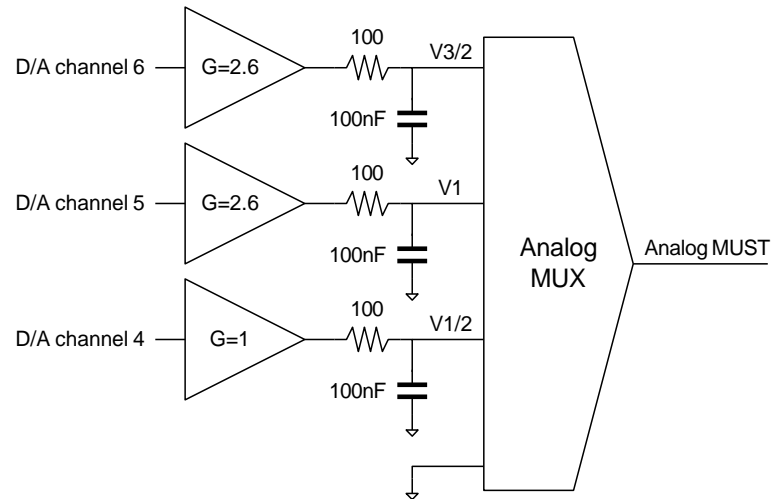 100
D/A channel 6
G=2.6
V3/2
100nF
100
D/A channel 5
G=2.6
V1
100nF
Analog
MUX
Analog MUST
100
D/A channel 4
G=1
V1/2
100nF